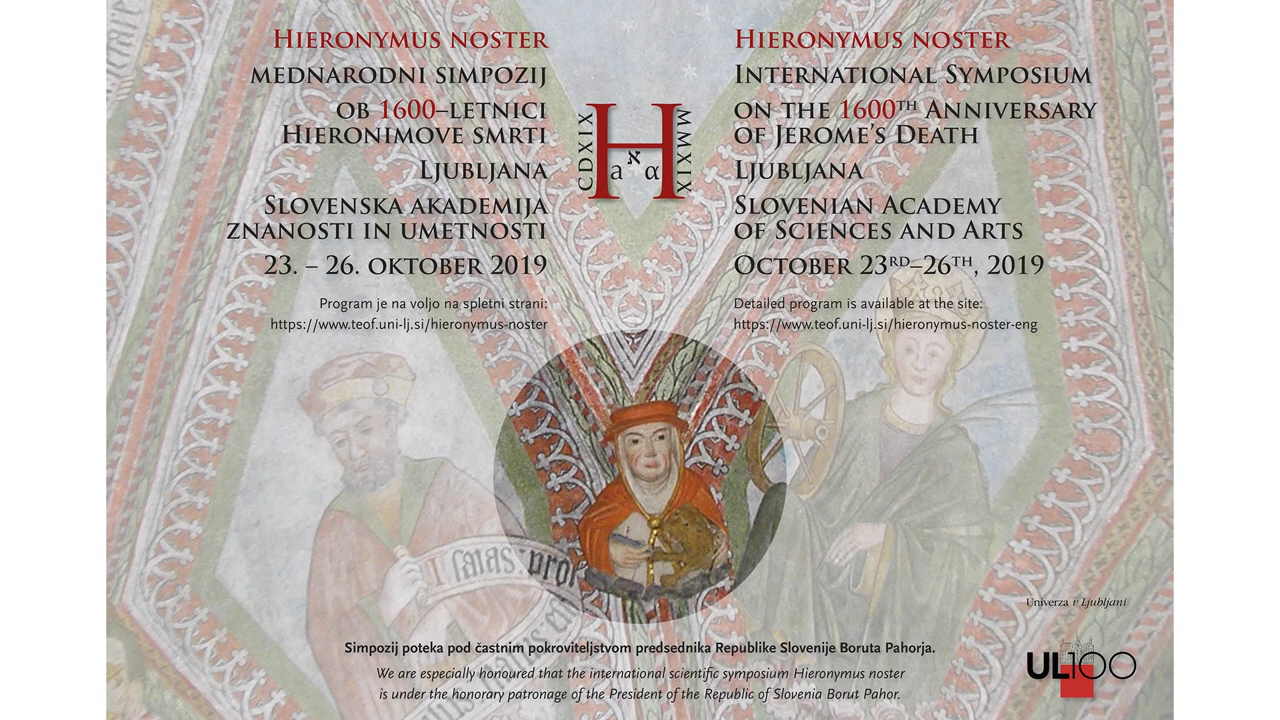 HIERONYMUS NOSTER
MEDNARODNI SIMPOZIJ
OB 1600–LETNICI
HIERONIMOVE SMRTI
LJUBLJANA
SLOVENSKA AKADEMIJA
ZNANOSTI IN UMETNOSTI
23. – 26. OKTOBER 2019
Program je na voljo na spletni strani:
https://www.teof.uni-lj.si/hieronymus-noster
CDXIX
H
MMXIX
a א α
HIERONYMUS NOSTER
INTERNATIONAL SYMPOSIUM
ON THE 1600TH ANNIVERSARY
OF JEROME’S DEATH
LJUBLJANA
SLOVENIAN ACADEMY
OF SCIENCES AND ARTS
OCTOBER 23RD–26TH, 2019
Detailed program is available at the site:
https://www.teof.uni-lj.si/hieronymus-noster-eng
Univerza v Ljubljani
UL100
Simpozij poteka pod častnim pokroviteljstvom predsednika Republike Slovenije Boruta Pahorja.
We are especially honoured that the international scientific symposium Hieronymus noster
is under the honorary patronage of the President of the Republic of Slovenia Borut Pahor.